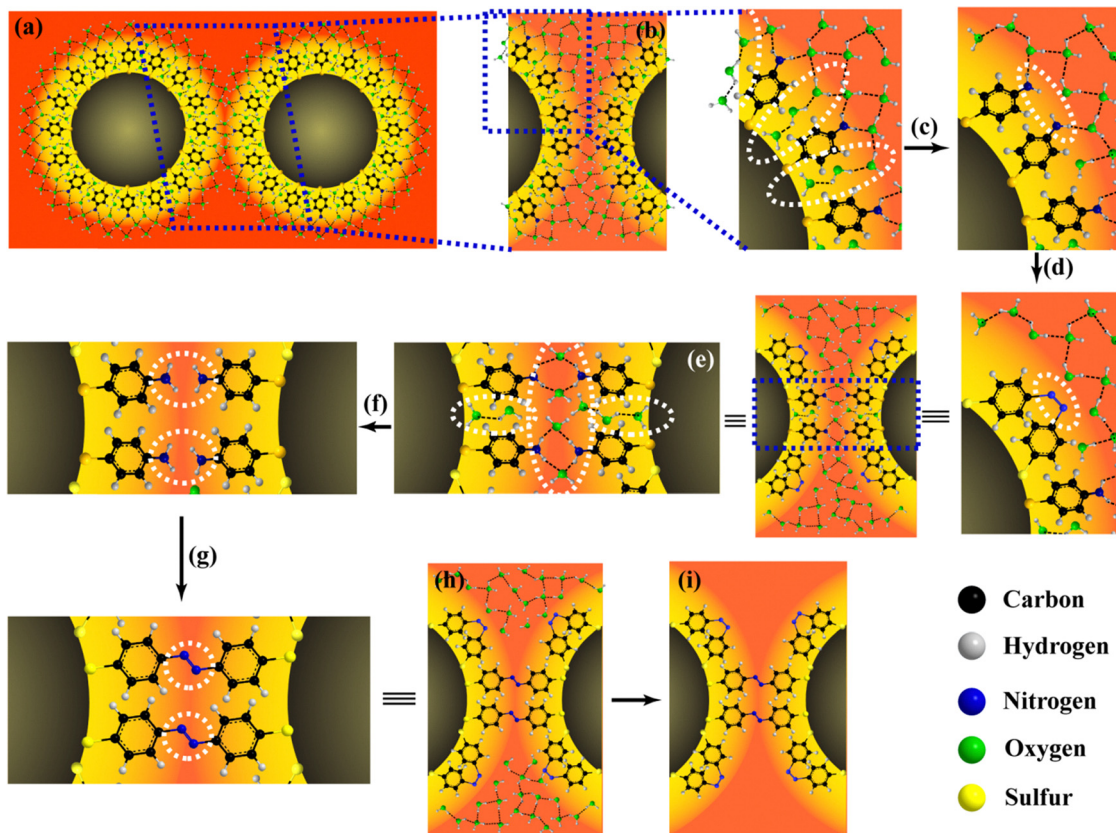 (a)
(b)
(c)
(d)
(e)
(f)
(g)
(h)
(i)
Carbon
Hydrogen
Nitrogen
Oxygen
Sulfur